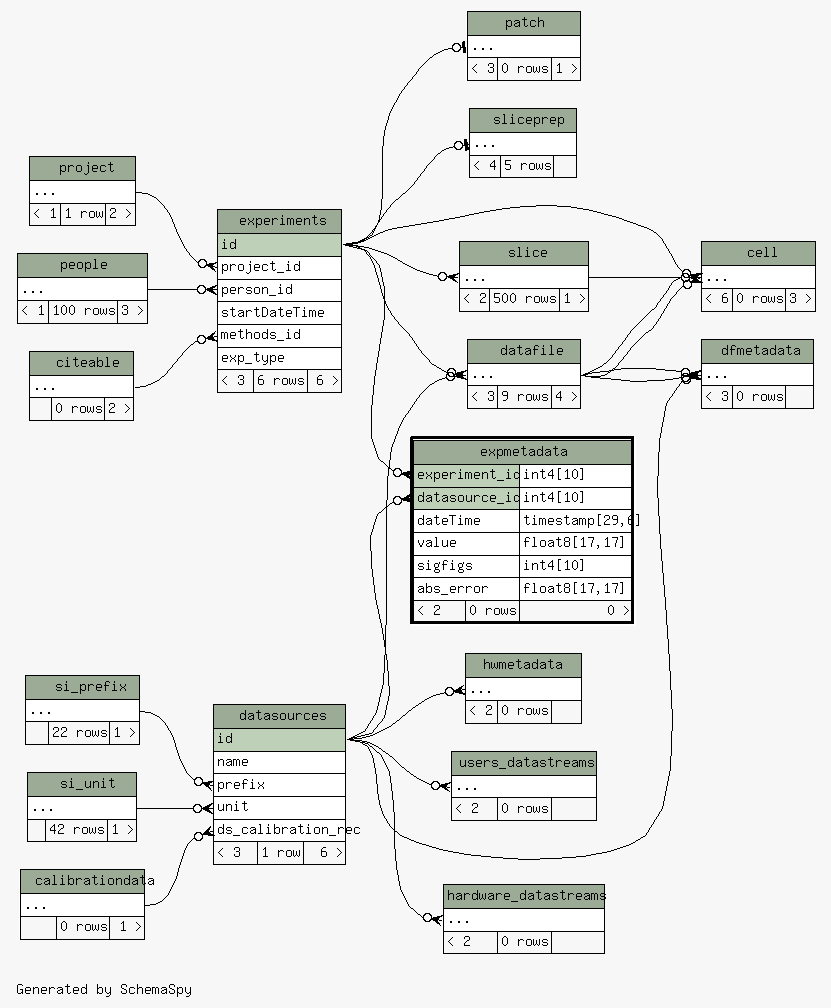 patch
...
< 3 0 rows 1 >
sliceprep
...
< 4 5 rows
project
...
< 1 1 row 2 >
experiments
id
project_id
person_id
startDateTime
methods_id
exp_type
< 3 6 rows 6 >
people
...
< 1 100 rows 3 >
citeable
...
0 rows 2 >
slice
...
< 2 500 rows 1 >
cell
...
< 6 0 rows 3 >
datafile
...
< 3 9 rows 4 >
dfmetadata
...
< 3 0 rows
expmetadata
experiment_id int4[10]
datasource_id int4[10]
dateTime timestamp[29,6]
value float8[17,17]
sigfigs int4[10]
abs_error float8[17,17]
< 2 0 rows 0 >
hwmetadata
...
< 2 0 rows
si_prefix
...
22 rows 1 >
datasources
id
name
prefix
unit
ds_calibration_rec
< 3 1 row 6 >
si_unit
...
42 rows 1 >
users_datastreams
...
< 2 0 rows
calibrationdata
...
0 rows 1 >
hardware_datastreams
...
< 2 0 rows
Generated by SchemaSpy